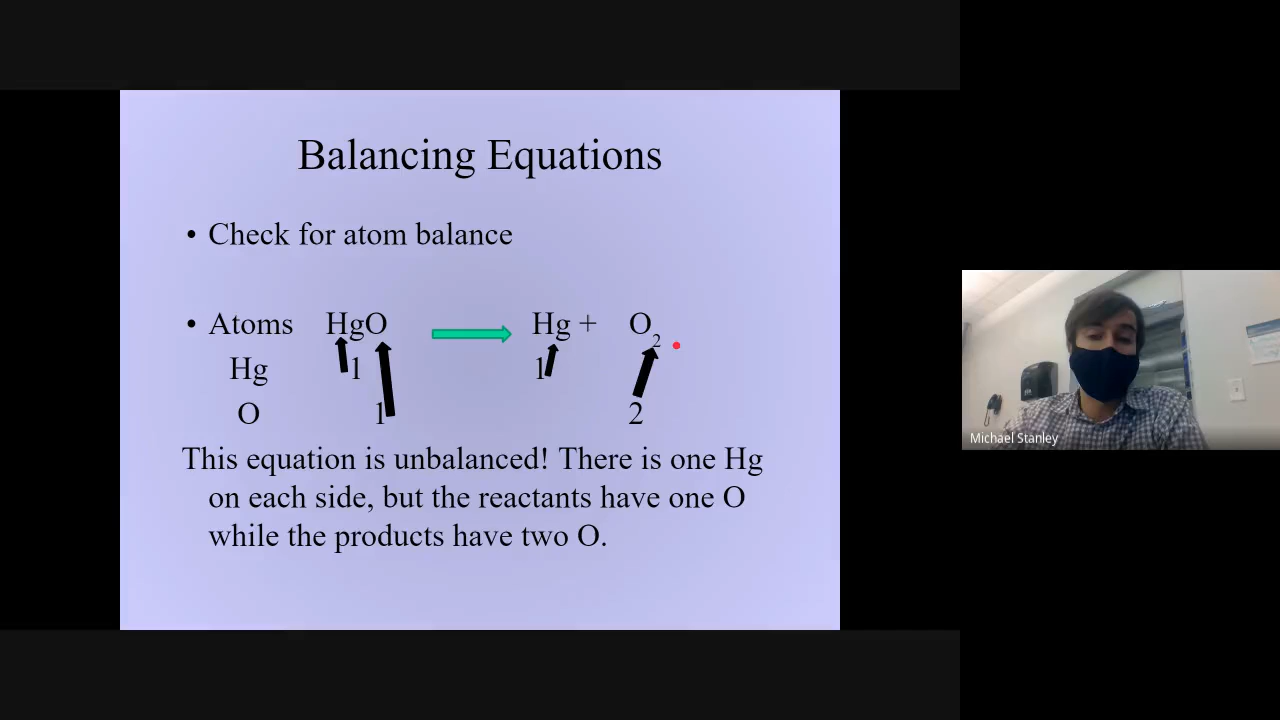 Balancing Equations
• Check for atom balance
• Atoms HgO Hg + O₂
Hg 1 1
O 1 2
This equation is unbalanced! There is one Hg
on each side, but the reactants have one O
while the products have two O.
Michael Stanley